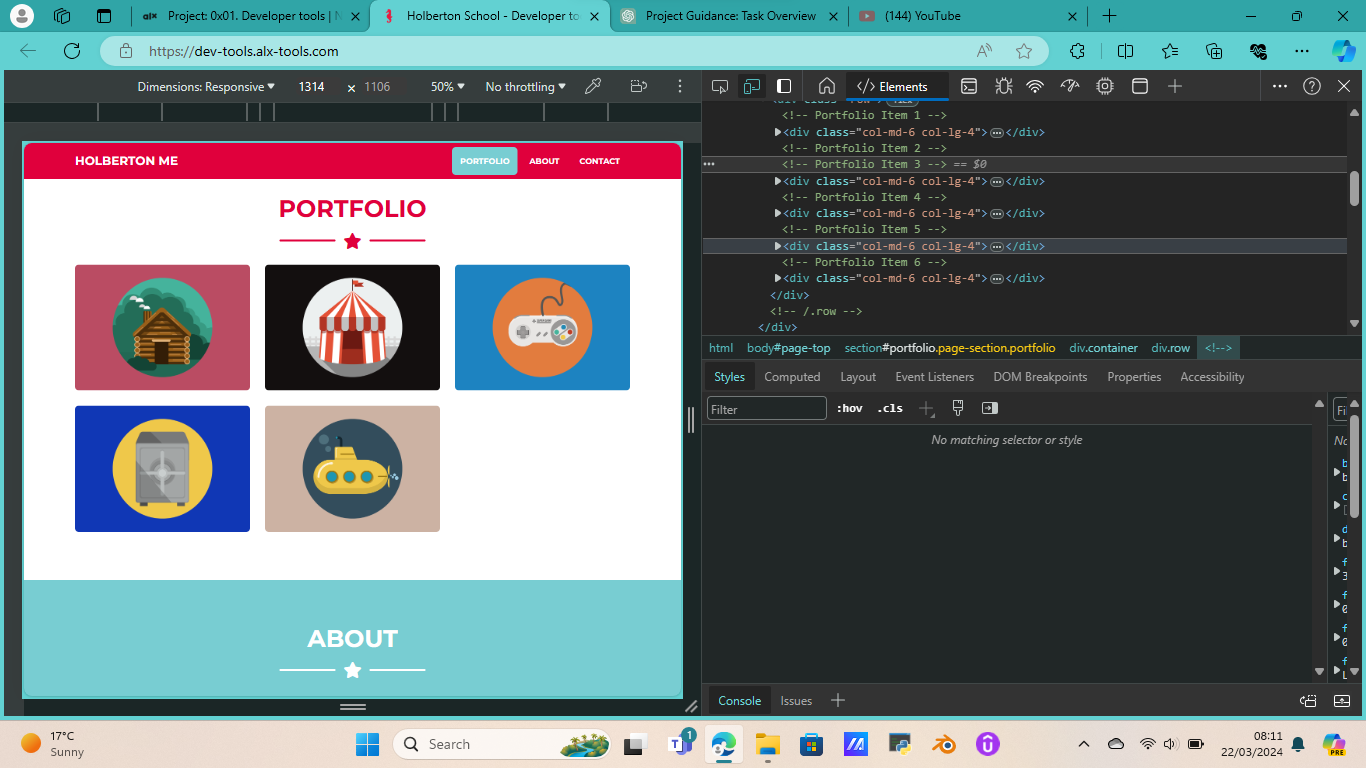 Project: 0x01. Developer tools | N
Holberton School - Developer to
Project Guidance: Task Overview
(144) YouTube
https://dev-tools.alx-tools.com
Dimensions: Responsive
1314
×
1106
50%
No throttling
Elements
<!-- Portfolio Item 1 -->
<div class="col-md-6 col-lg-4"> </div>
<!-- Portfolio Item 2 -->
<!-- Portfolio Item 3 --> == $0
<div class="col-md-6 col-lg-4"> </div>
<!-- Portfolio Item 4 -->
<div class="col-md-6 col-lg-4"> </div>
<!-- Portfolio Item 5 -->
<div class="col-md-6 col-lg-4"> </div>
<!-- Portfolio Item 6 -->
<div class="col-md-6 col-lg-4"> </div>
</div>
<!-- /.row -->
</div>
html body#page-top section#portfolio.page-section.portfolio div.container div.row <!-->
Styles Computed Layout Event Listeners DOM Breakpoints Properties Accessibility
Filter
:hov .cls
No matching selector or style
Console Issues
HOLBERTON ME
PORTFOLIO ABOUT CONTACT
PORTFOLIO
ABOUT
17°C
Sunny
Search
1
08:11
22/03/2024
PRE